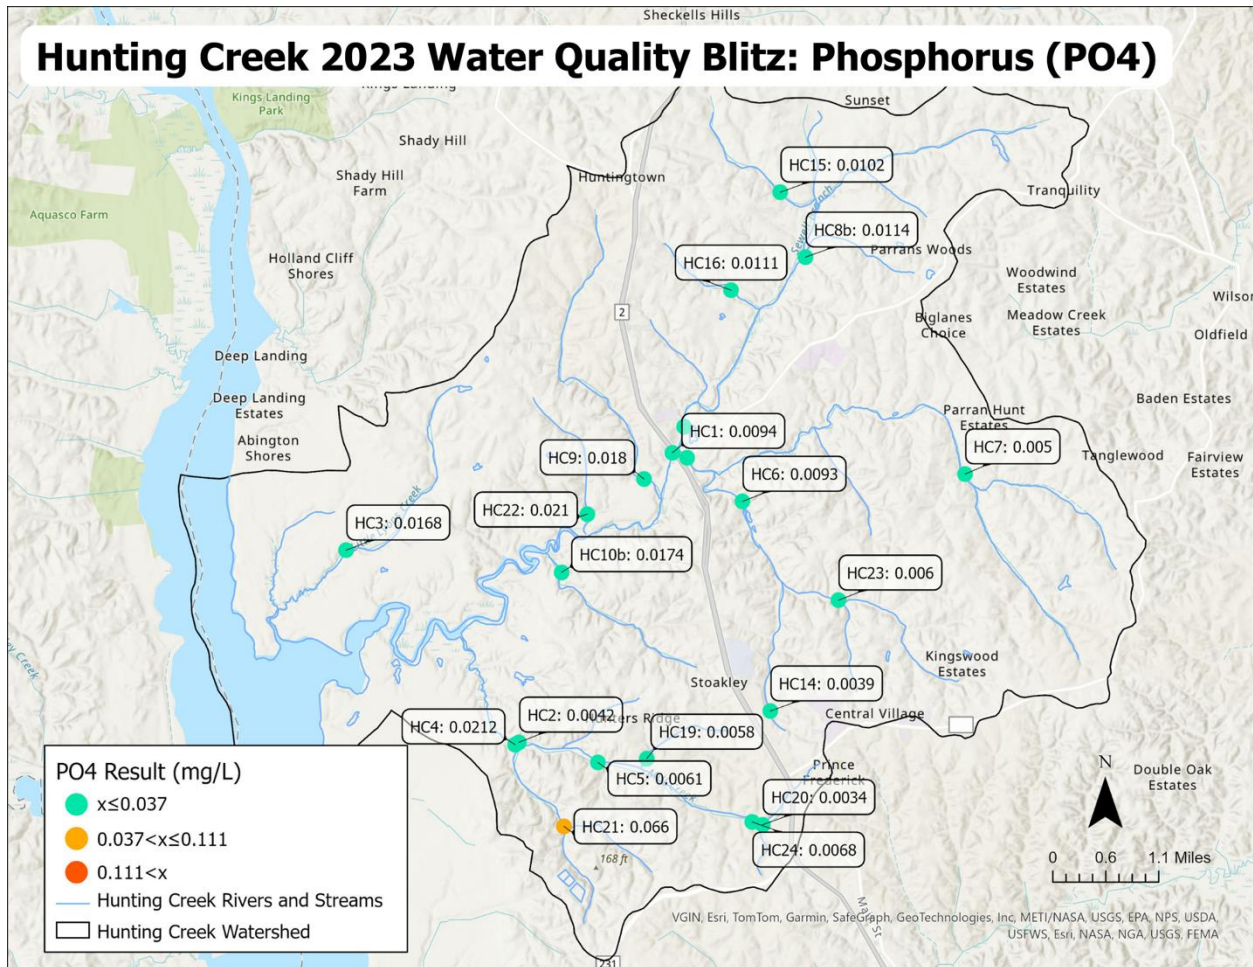 Sheckells Hills
Hunting Creek 2023 Water Quality Blitz: Phosphorus (PO4)
Kings Landing
Park
Kings Landing
Sunset
Shady Hill
Shady Hill
Farm
Huntingtown
HC15: 0.0102
Tranquility
Aquasco Farm
HC8b: 0.0114
Parrans Woods
HC16: 0.0111
Holland Cliff
Shores
Woodwind
Estates
Wilson
2
Biglanes
Choice
Meadow Creek
Estates
Oldfield
Deep Landing
Deep Landing
Estates
Baden Estates
Parran Hunt
Estates
Abington
Shores
HC1: 0.0094
HC9: 0.018
HC7: 0.005
Tanglewood
Fairview
Estates
HC6: 0.0093
HC22: 0.021
HC3: 0.0168
HC10b: 0.0174
HC23: 0.006
Kingswood
Estates
Stoakley
HC14: 0.0039
Central Village
HC2: 0.0042
Hunters Ridge
HC4: 0.0212
HC19: 0.0058
HC5: 0.0061
Prince
Frederick
Double Oak
Estates
HC20: 0.0034
HC21: 0.066
HC24: 0.0068
168 ft
N
0 0.6 1.1 Miles
PO4 Result (mg/L)
x≤0.037
0.037<x≤0.111
0.111<x
Hunting Creek Rivers and Streams
Hunting Creek Watershed
Main St
231
VGIN, Esri, TomTom, Garmin, SafeGraph, GeoTechnologies, Inc, METI/NASA, USGS, EPA, NPS, USDA,
USFWS, Esri, NASA, NGA, USGS, FEMA